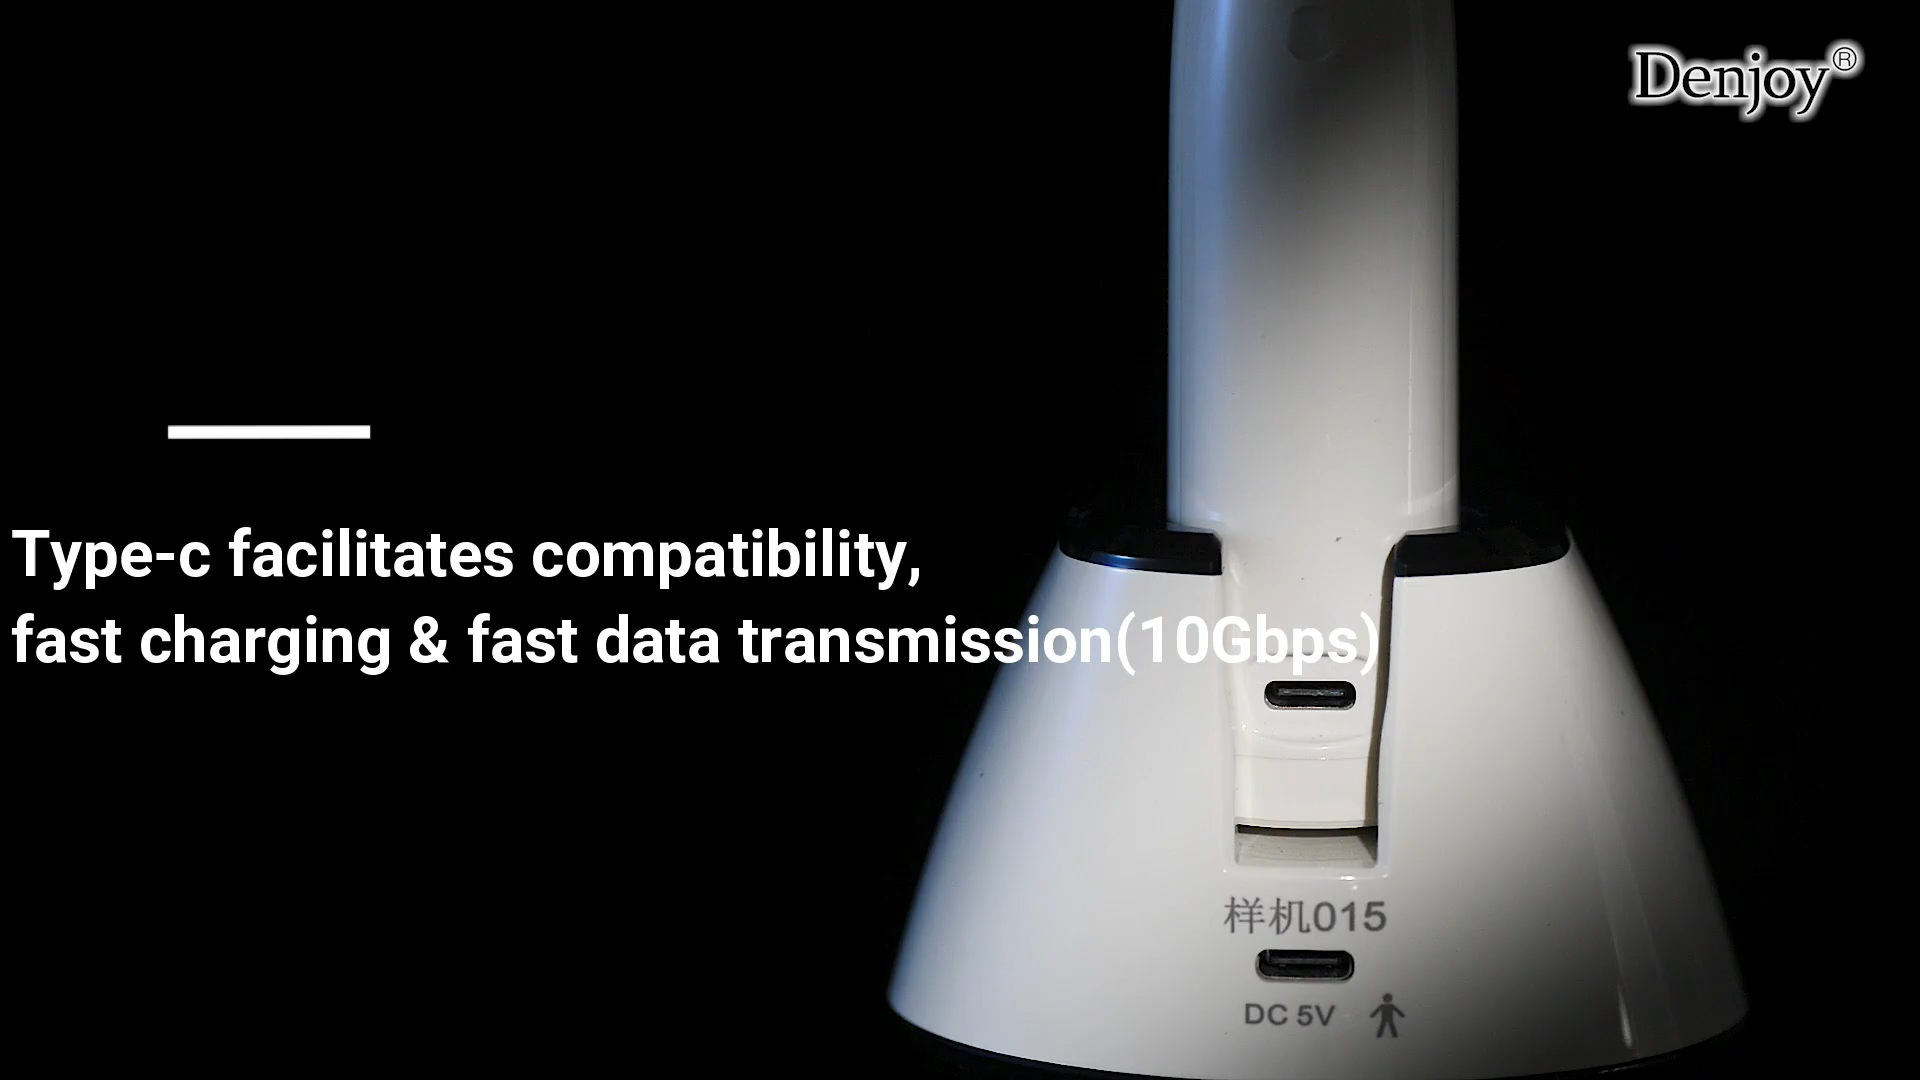 Denjoy®
Type-c facilitates compatibility,
fast charging & fast data transmission(10Gbps)
样机015
DC 5V